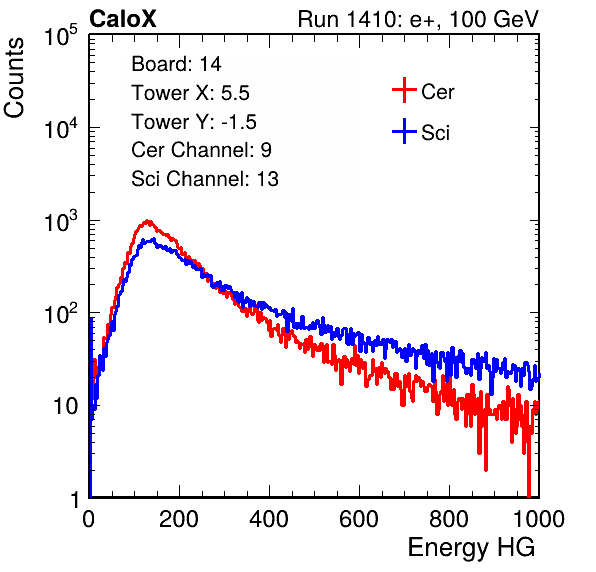 CaloX Run 1410: e+, 100 GeV
Counts
Board: 14
Tower X: 5.5
Tower Y: -1.5
Cer Channel: 9
Sci Channel: 13
Cer
Sci
10^5
10^4
10^3
10^2
10
1
0 200 400 600 800 1000
Energy HG